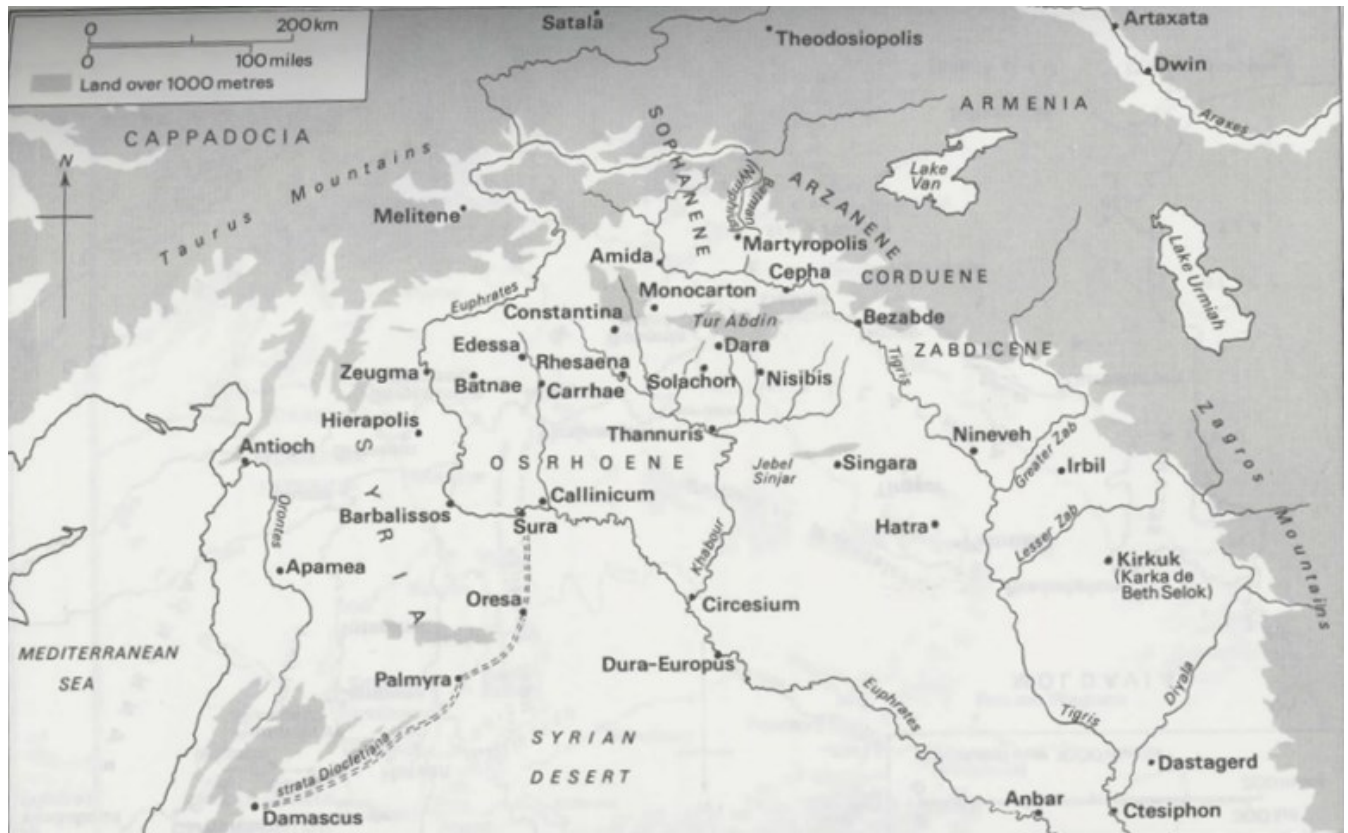 0 200 km
0 100 miles
Land over 1000 metres
Satala
Theodosiopolis
Artaxata
Dwin
Araxes
CAPPADOCIA
ARMENIA
SOPHANENE
Lake
Van
Taurus Mountains
Batman
(Nymphius)
ARZANENE
N
Melitene
Martyropolis
Amida
Cepha
CORDUENE
Lake Urmiah
Euphrates
Monocarton
Constantina
Tur Abdin
Bezabde
Edessa
Dara
ZABDICENE
Rhesaena
Zeugma
Batnae
Carrhae
Solachon
Nisibis
Tigris
Hierapolis
Thannuris
Nineveh
Zagros Mountains
Antioch
SYRIA
OSRHOENE
Jebel
Sinjar
Singara
Greater Zab
Irbil
Callinicum
Orontes
Barbalissos
Sura
Hatra
Lesser Zab
Khabour
Apamea
Kirkuk
(Karka de
Beth Selok)
Oresa
Circesium
MEDITERRANEAN
SEA
Dura-Europus
Palmyra
Euphrates
Diyala
Tigris
SYRIAN
DESERT
strata Diocletiana
Dastagerd
Damascus
Anbar
Ctesiphon